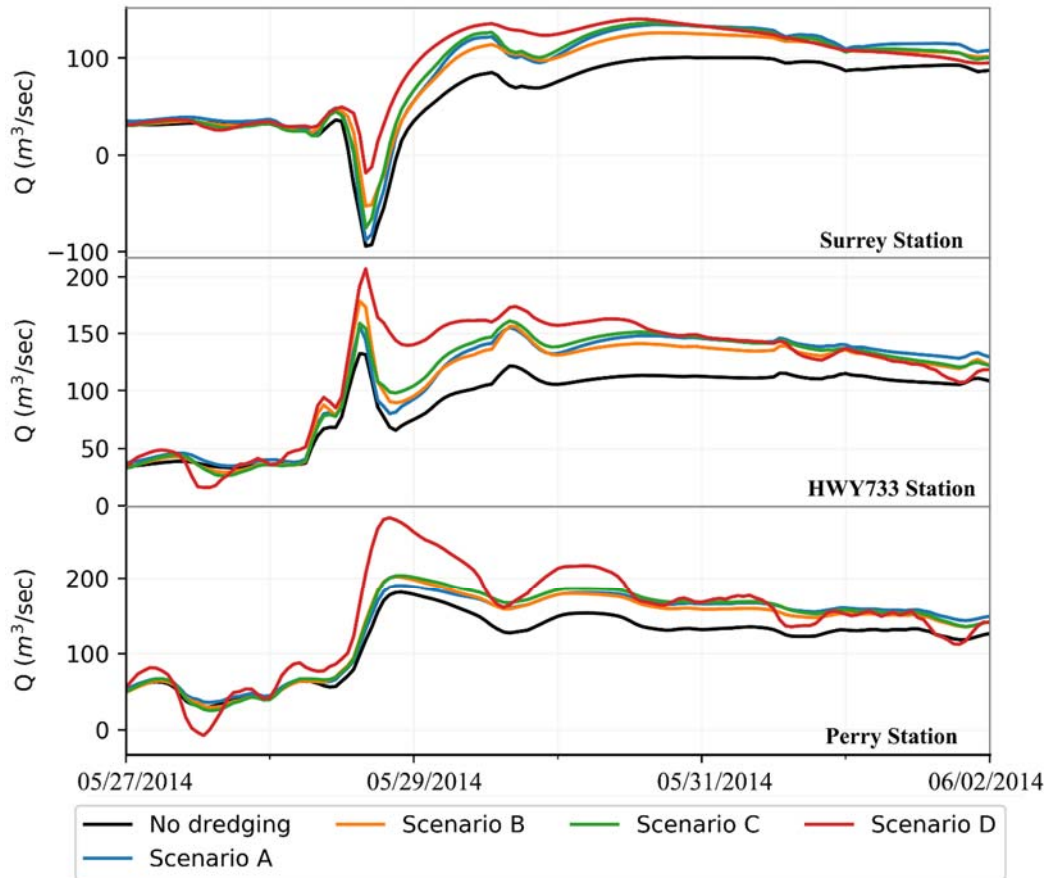 100
0
−100
Q (m³/sec)
Surrey Station
200
150
100
50
0
Q (m³/sec)
HWY733 Station
200
100
0
Q (m³/sec)
Perry Station
05/27/2014 05/29/2014 05/31/2014 06/02/2014
No dredging Scenario B Scenario C Scenario D
Scenario A